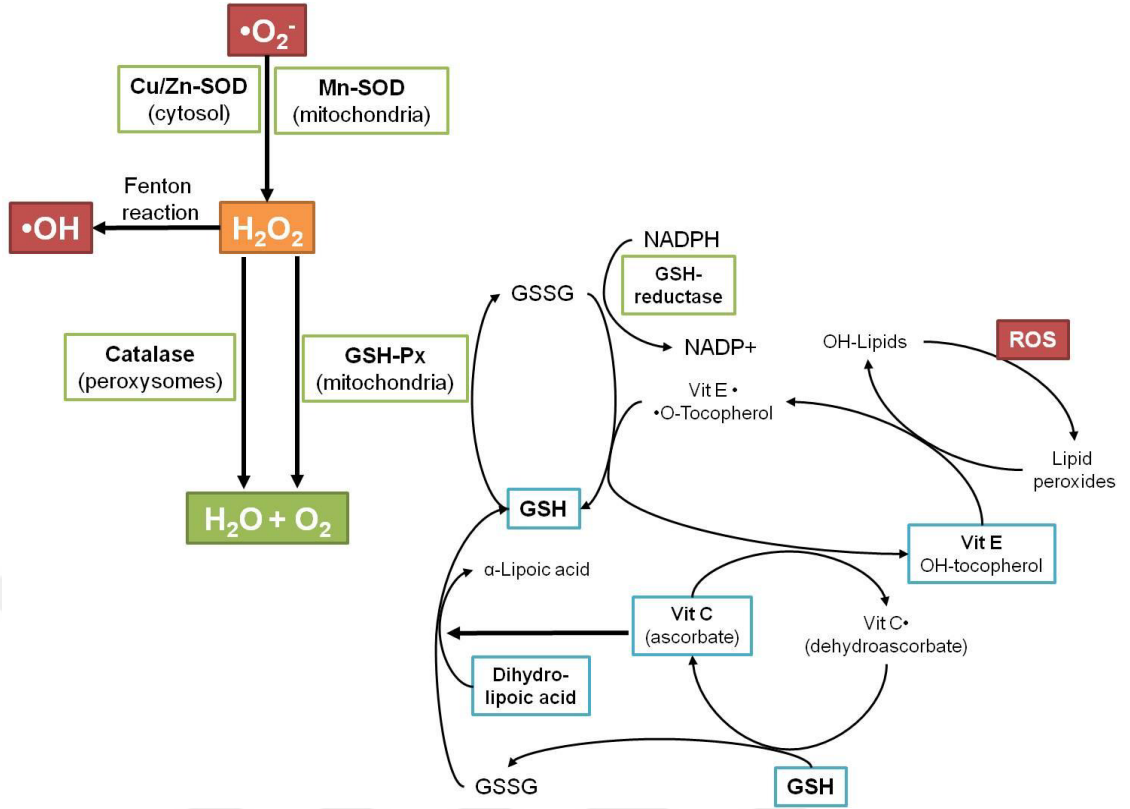 •O₂⁻
Cu/Zn-SOD
(cytosol)
Mn-SOD
(mitochondria)
Fenton
reaction
•OH
H₂O₂
NADPH
GSH-
reductase
GSSG
NADP+
OH-Lipids
ROS
Catalase
(peroxysomes)
GSH-Px
(mitochondria)
Vit E •
•O-Tocopherol
Lipid
peroxides
H₂O + O₂
GSH
Vit E
OH-tocopherol
α-Lipoic acid
Vit C
(ascorbate)
Vit C•
(dehydroascorbate)
Dihydro-
lipoic acid
GSSG
GSH